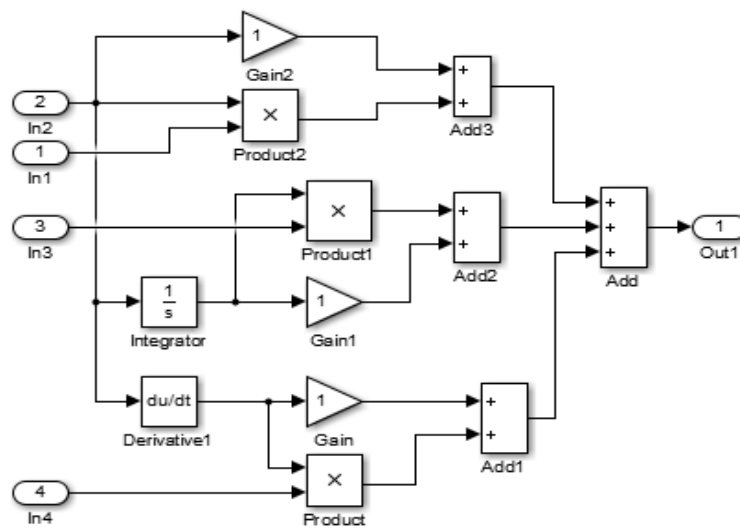 1
Gain2
+
+
Add3
2
In2
×
Product2
1
In1
×
Product1
+
+
Add2
3
In3
+
+
+
Add
1
Out1
1
s
Integrator
1
Gain1
du/dt
Derivative1
1
Gain
+
+
Add1
×
Product
4
In4